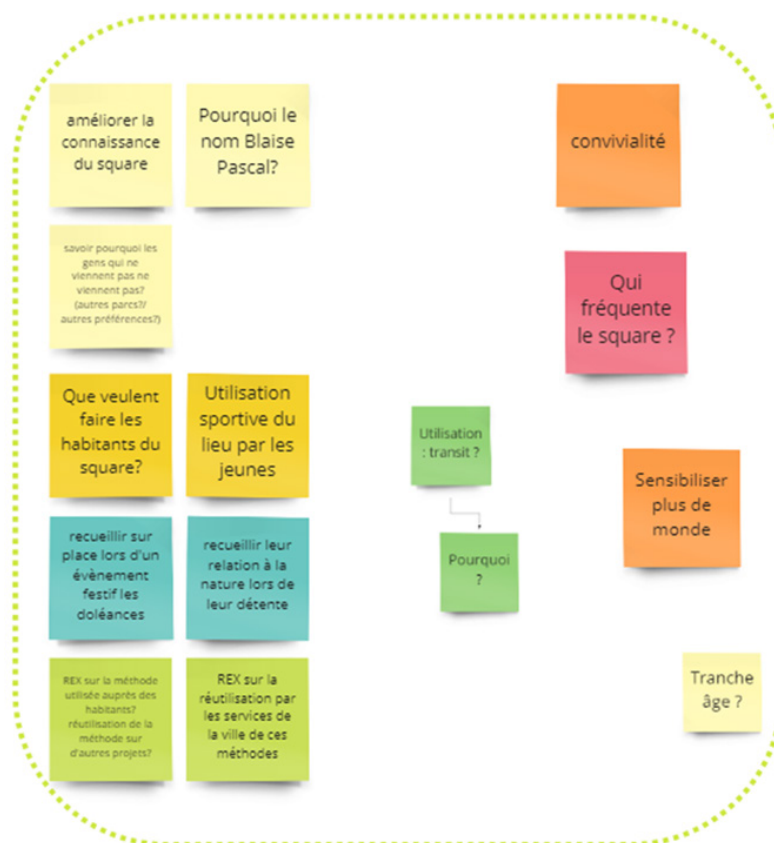 améliorer la
connaissance
du square
Pourquoi le
nom Blaise
Pascal?
savoir pourquoi les
gens qui ne
viennent pas ne
viennent pas?
(autres parcs?/
autres préférences?)
Que veulent
faire les
habitants du
square?
Utilisation
sportive du
lieu par les
jeunes
recueillir sur
place lors d'un
évènement
festif les
doléances
recueillir leur
relation à la
nature lors de
leur détente
REX sur la méthode
utilisée auprès des
habitants?
réutilisation de la
méthode sur
d'autres projets?
REX sur la
réutilisation par
les services de
la ville de ces
méthodes
Utilisation
: transit ?
Pourquoi
?
convivialité
Qui
fréquente
le square ?
Sensibiliser
plus de
monde
Tranche
âge ?